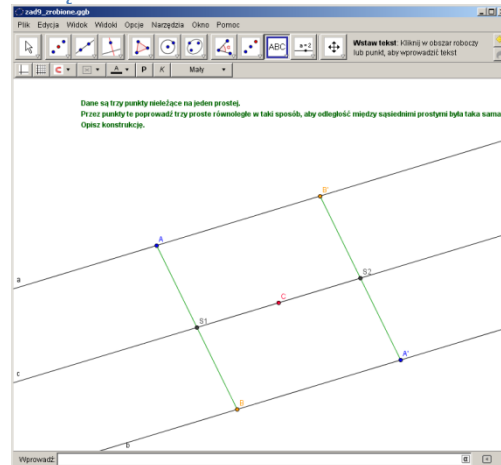 zad9_zrobione.ggb
Plik Edycja Widok Widoki Opcje Narzędzia Okno Pomoc
ABC a=2 Wstaw tekst: Kliknij w obszar roboczy
lub punkt, aby wprowadzić tekst
A P K Mały
Dane są trzy punkty nieleżące na jednej prostej.
Przez punkty te poprowadź trzy proste równoległe w taki sposób, aby odległość między sąsiednimi prostymi była taka sama
Opisz konstrukcję.
B'
A
S2
a
C
S1
A'
c
B
b
Wprowadź: